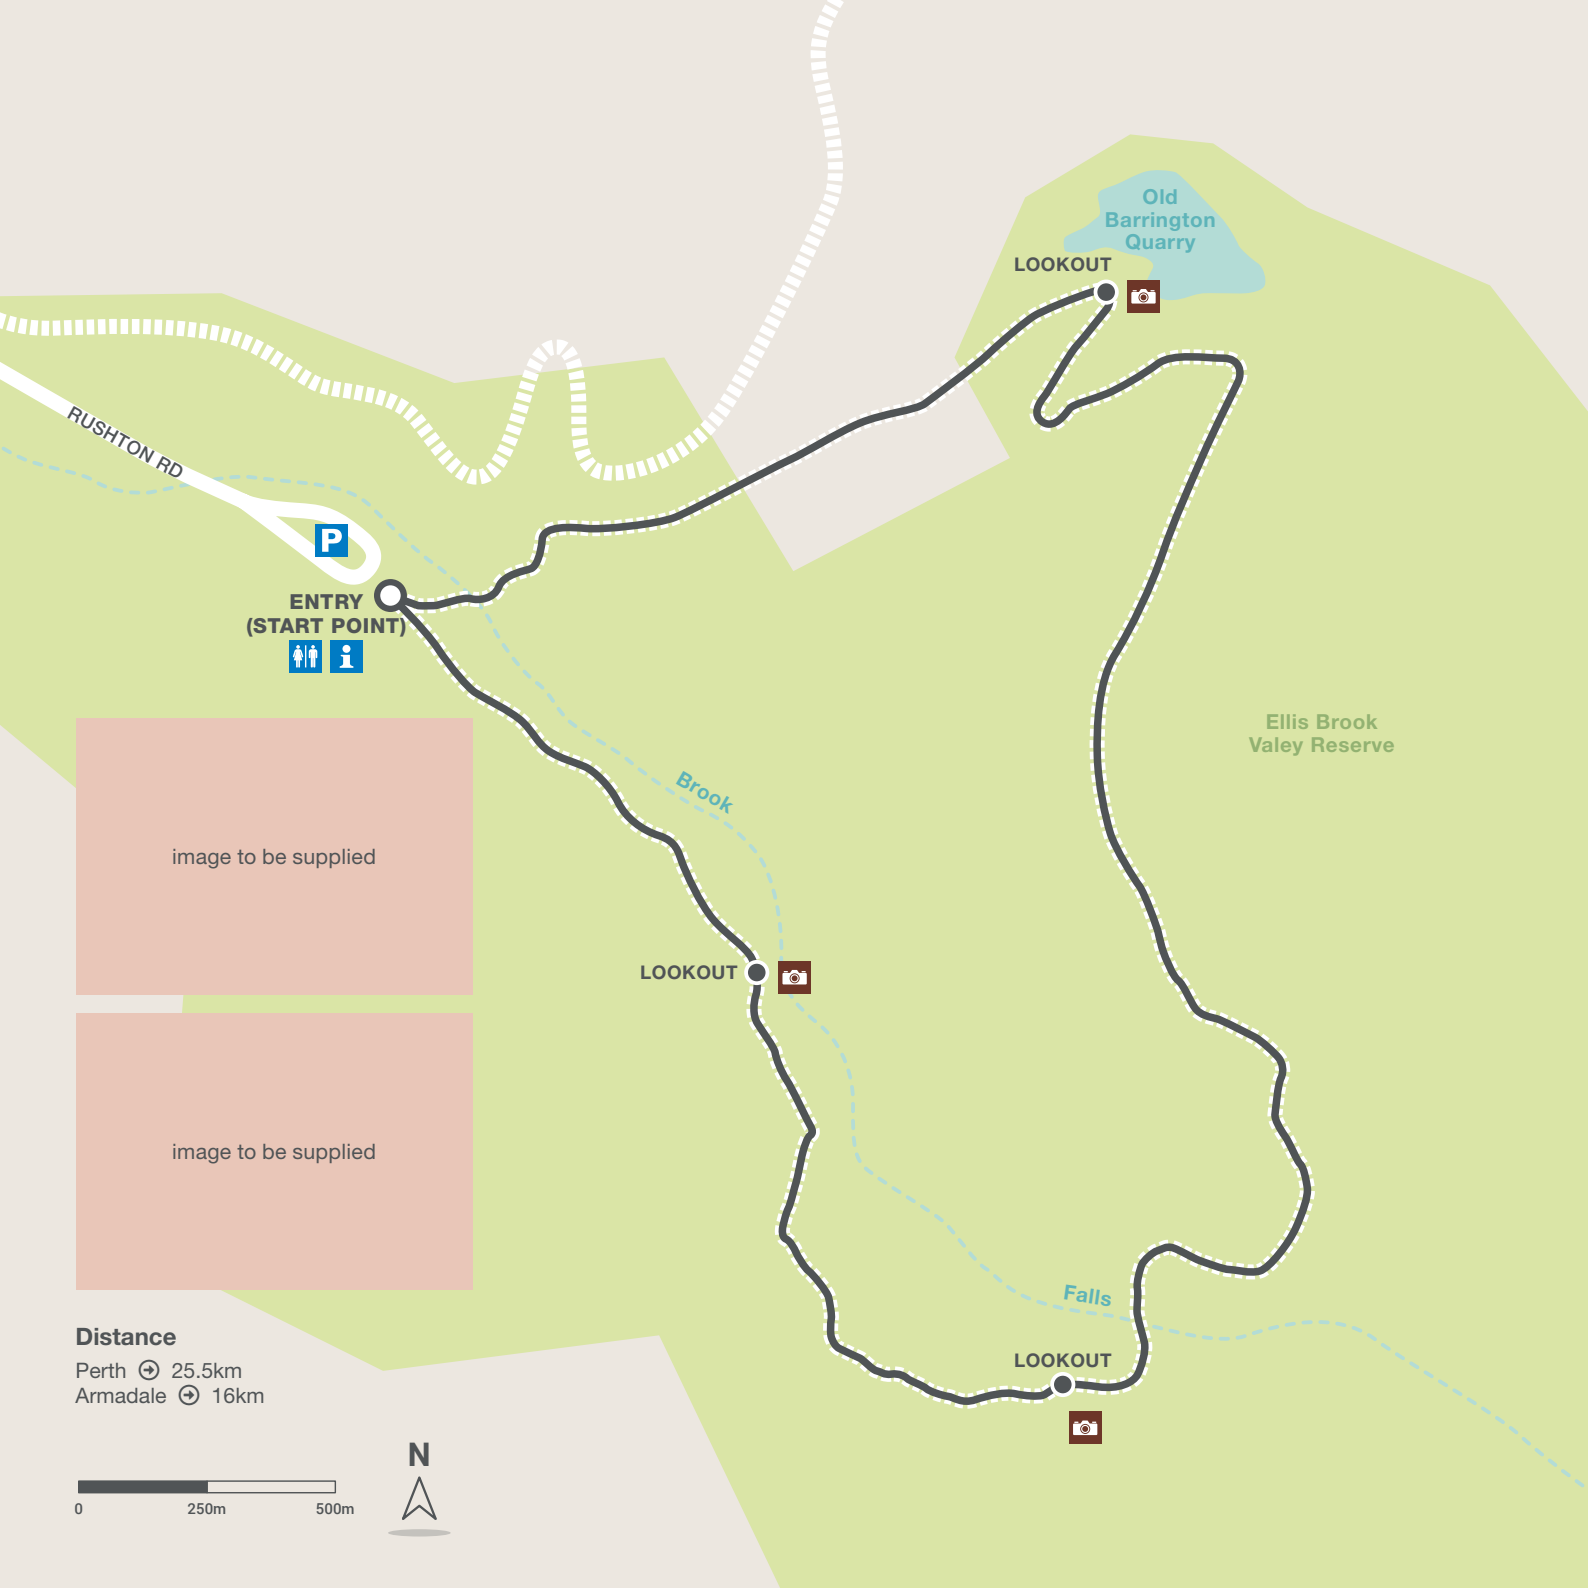 Old
Barrington
Quarry
LOOKOUT
RUSHTON RD
P
ENTRY
(START POINT)
i
Ellis Brook
Valey Reserve
Brook
image to be supplied
LOOKOUT
image to be supplied
Falls
LOOKOUT
Distance
Perth → 25.5km
Armadale → 16km
N
0 250m 500m